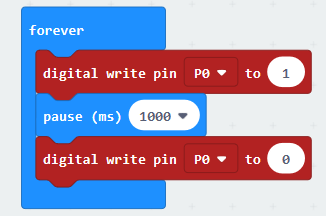 forever
digital write pin P0 to 1
pause (ms) 1000
digital write pin P0 to 0